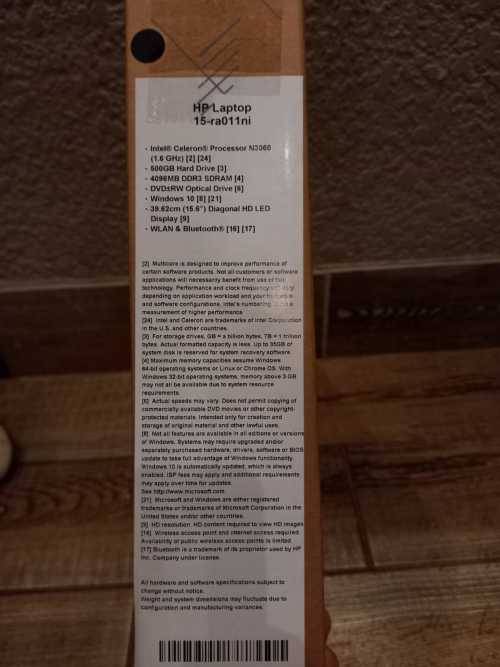 HP Laptop
15-ra011ni
- Intel® Celeron® Processor N3060
(1.6 GHz) [2] [24]
- 500GB Hard Drive [3]
- 4096MB DDR3 SDRAM [4]
- DVD±RW Optical Drive [5]
- Windows 10 [8] [21]
- 39.62cm (15.6") Diagonal HD LED
Display [9]
- WLAN & Bluetooth® [16] [17]
[2] Multicore is designed to improve performance of
certain software products. Not all customers or software
applications will necessarily benefit from use of this
technology. Performance and clock frequency will vary
depending on application workload and your hardware
and software configurations. Intel's numbering is not a
measurement of higher performance
[24] Intel and Celeron are trademarks of Intel Corporation
in the U.S. and other countries.
[3] For storage drives, GB = a billion bytes, TB = 1 trillion
bytes. Actual formatted capacity is less. Up to 35GB of
system disk is reserved for system recovery software.
[4] Maximum memory capacities assume Windows
64-bit operating systems or Linux or Chrome OS. With
Windows 32-bit operating systems, memory above 3 GB
may not all be available due to system resource
requirements.
[5] Actual speeds may vary. Does not permit copying of
commercially available DVD movies or other copyright-
protected materials. Intended only for creation and
storage of original material and other lawful uses.
[8] Not all features are available in all editions or versions
of Windows. Systems may require upgraded and/or
separately purchased hardware, drivers, software or BIOS
update to take full advantage of Windows functionality.
Windows 10 is automatically updated, which is always
enabled. ISP fees may apply and additional requirements
may apply over time for updates.
See http://www.microsoft.com.
[21] Microsoft and Windows are either registered
trademarks or trademarks of Microsoft Corporation in the
United States and/or other countries.
[9] HD resolution: HD content required to view HD images
[16] Wireless access point and internet access required.
Availability of public wireless access points is limited.
[17] Bluetooth is a trademark of its proprietor used by HP
Inc. Company under license.
All hardware and software specifications subject to
change without notice.
Weight and system dimensions may fluctuate due to
configuration and manufacturing variances.